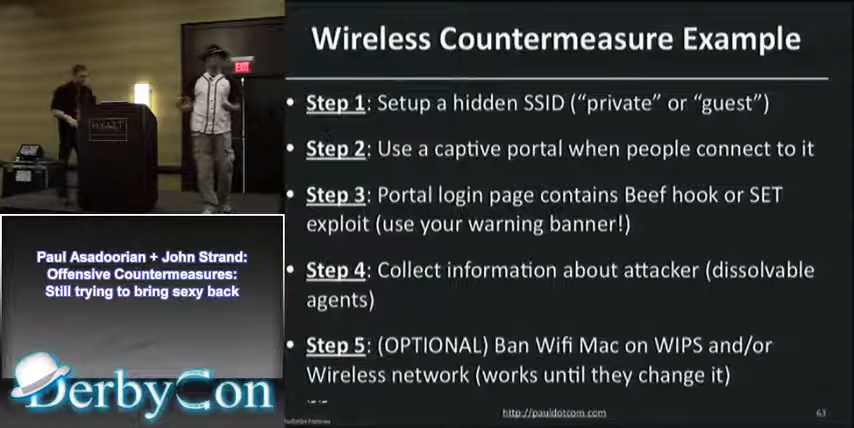 EXIT
HYATT
Paul Asadoorian + John Strand:
Offensive Countermeasures:
Still trying to bring sexy back
DerbyCon
Wireless Countermeasure Example
• Step 1: Setup a hidden SSID (“private” or “guest”)
• Step 2: Use a captive portal when people connect to it
• Step 3: Portal login page contains Beef hook or SET
exploit (use your warning banner!)
• Step 4: Collect information about attacker (dissolvable
agents)
• Step 5: (OPTIONAL) Ban Wifi Mac on WIPS and/or
Wireless network (works until they change it)
http://pauldotcom.com
63